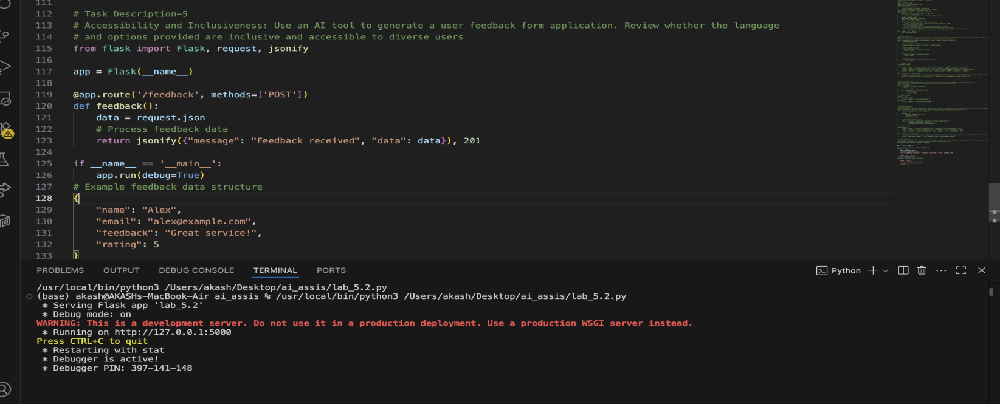 111
112 # Task Description-5
113 # Accessibility and Inclusiveness: Use an AI tool to generate a user feedback form application. Review whether the language
114 # and options provided are inclusive and accessible to diverse users
115 from flask import Flask, request, jsonify
116
117 app = Flask(__name__)
118
119 @app.route('/feedback', methods=['POST'])
120 def feedback():
121     data = request.json
122     # Process feedback data
123     return jsonify({"message": "Feedback received", "data": data}), 201
124
125 if __name__ == '__main__':
126     app.run(debug=True)
127 # Example feedback data structure
128 {
129     "name": "Alex",
130     "email": "alex@example.com",
131     "feedback": "Great service!",
132     "rating": 5
133 }
PROBLEMS OUTPUT DEBUG CONSOLE TERMINAL PORTS Python
/usr/local/bin/python3 /Users/akash/Desktop/ai_assis/lab_5.2.py
(base) akash@AKASHs-MacBook-Air ai_assis % /usr/local/bin/python3 /Users/akash/Desktop/ai_assis/lab_5.2.py
 * Serving Flask app 'lab_5.2'
 * Debug mode: on
WARNING: This is a development server. Do not use it in a production deployment. Use a production WSGI server instead.
 * Running on http://127.0.0.1:5000
Press CTRL+C to quit
 * Restarting with stat
 * Debugger is active!
 * Debugger PIN: 397-141-148